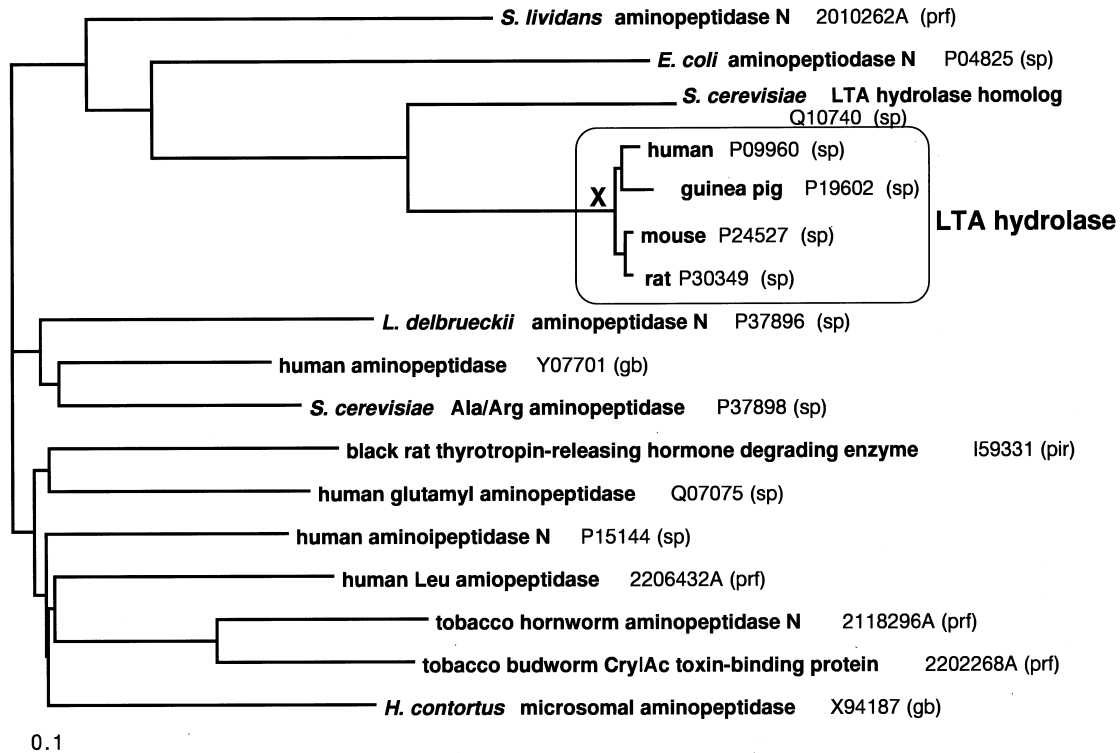 S. lividans aminopeptidase N 2010262A (prf)
E. coli aminopeptiodase N P04825 (sp)
S. cerevisiae LTA hydrolase homolog
Q10740 (sp)
human P09960 (sp)
X
guinea pig P19602 (sp)
LTA hydrolase
mouse P24527 (sp)
rat P30349 (sp)
L. delbrueckii aminopeptidase N P37896 (sp)
human aminopeptidase Y07701 (gb)
S. cerevisiae Ala/Arg aminopeptidase P37898 (sp)
black rat thyrotropin-releasing hormone degrading enzyme I59331 (pir)
human glutamyl aminopeptidase Q07075 (sp)
human aminoipeptidase N P15144 (sp)
human Leu amiopeptidase 2206432A (prf)
tobacco hornworm aminopeptidase N 2118296A (prf)
tobacco budworm CryIAc toxin-binding protein 2202268A (prf)
H. contortus microsomal aminopeptidase X94187 (gb)
0.1